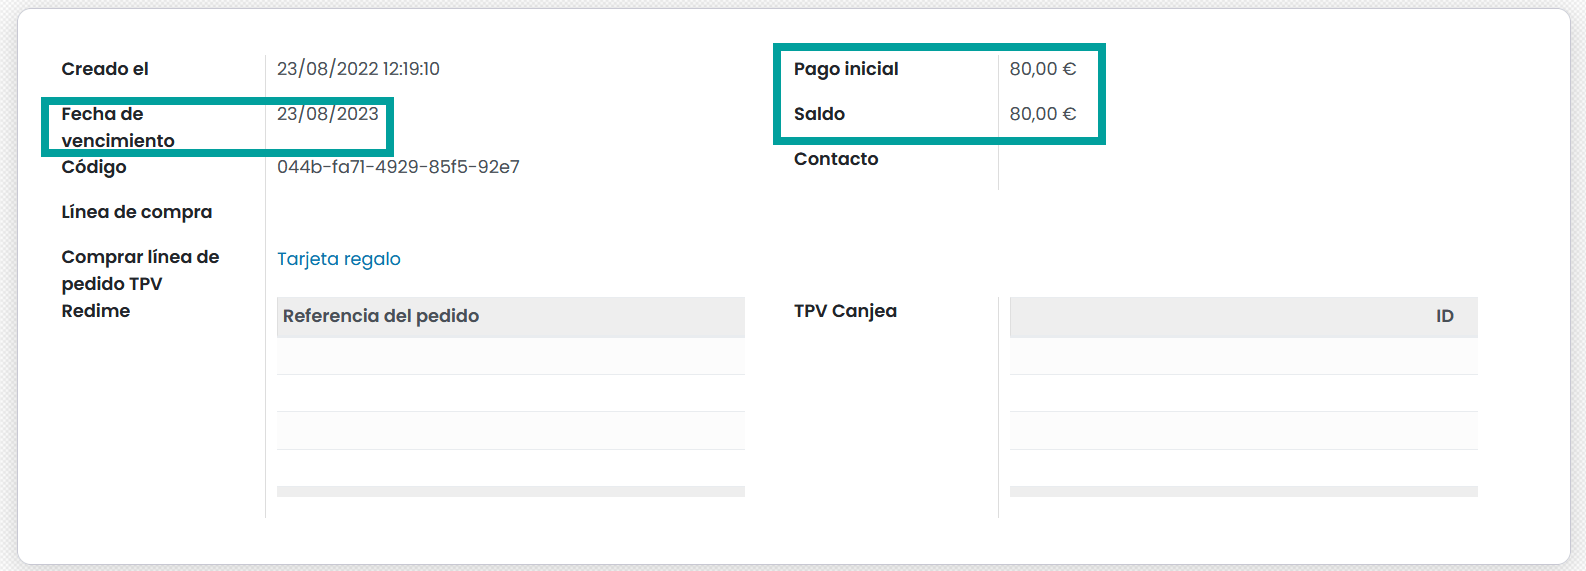 Creado el 23/08/2022 12:19:10
Fecha de vencimiento 23/08/2023
Código 044b-fa71-4929-85f5-92e7
Línea de compra
Comprar línea de
pedido TPV
Tarjeta regalo
Redime
Referencia del pedido
Pago inicial 80,00 €
Saldo 80,00 €
Contacto
TPV Canjea
ID